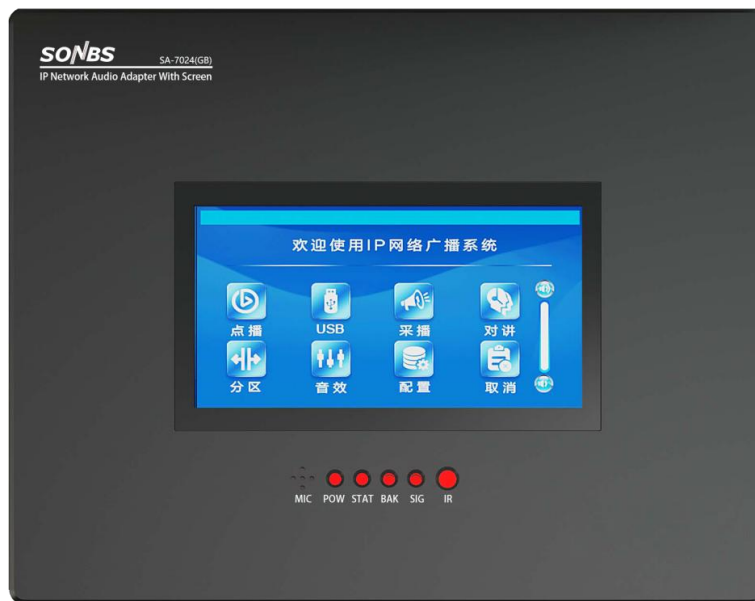 SONBS SA-7024(GB)
IP Network Audio Adapter With Screen
欢迎使用IP网络广播系统
点播 USB 采播 对讲
分区 音效 配置 取消
MIC POW STAT BAK SIG IR